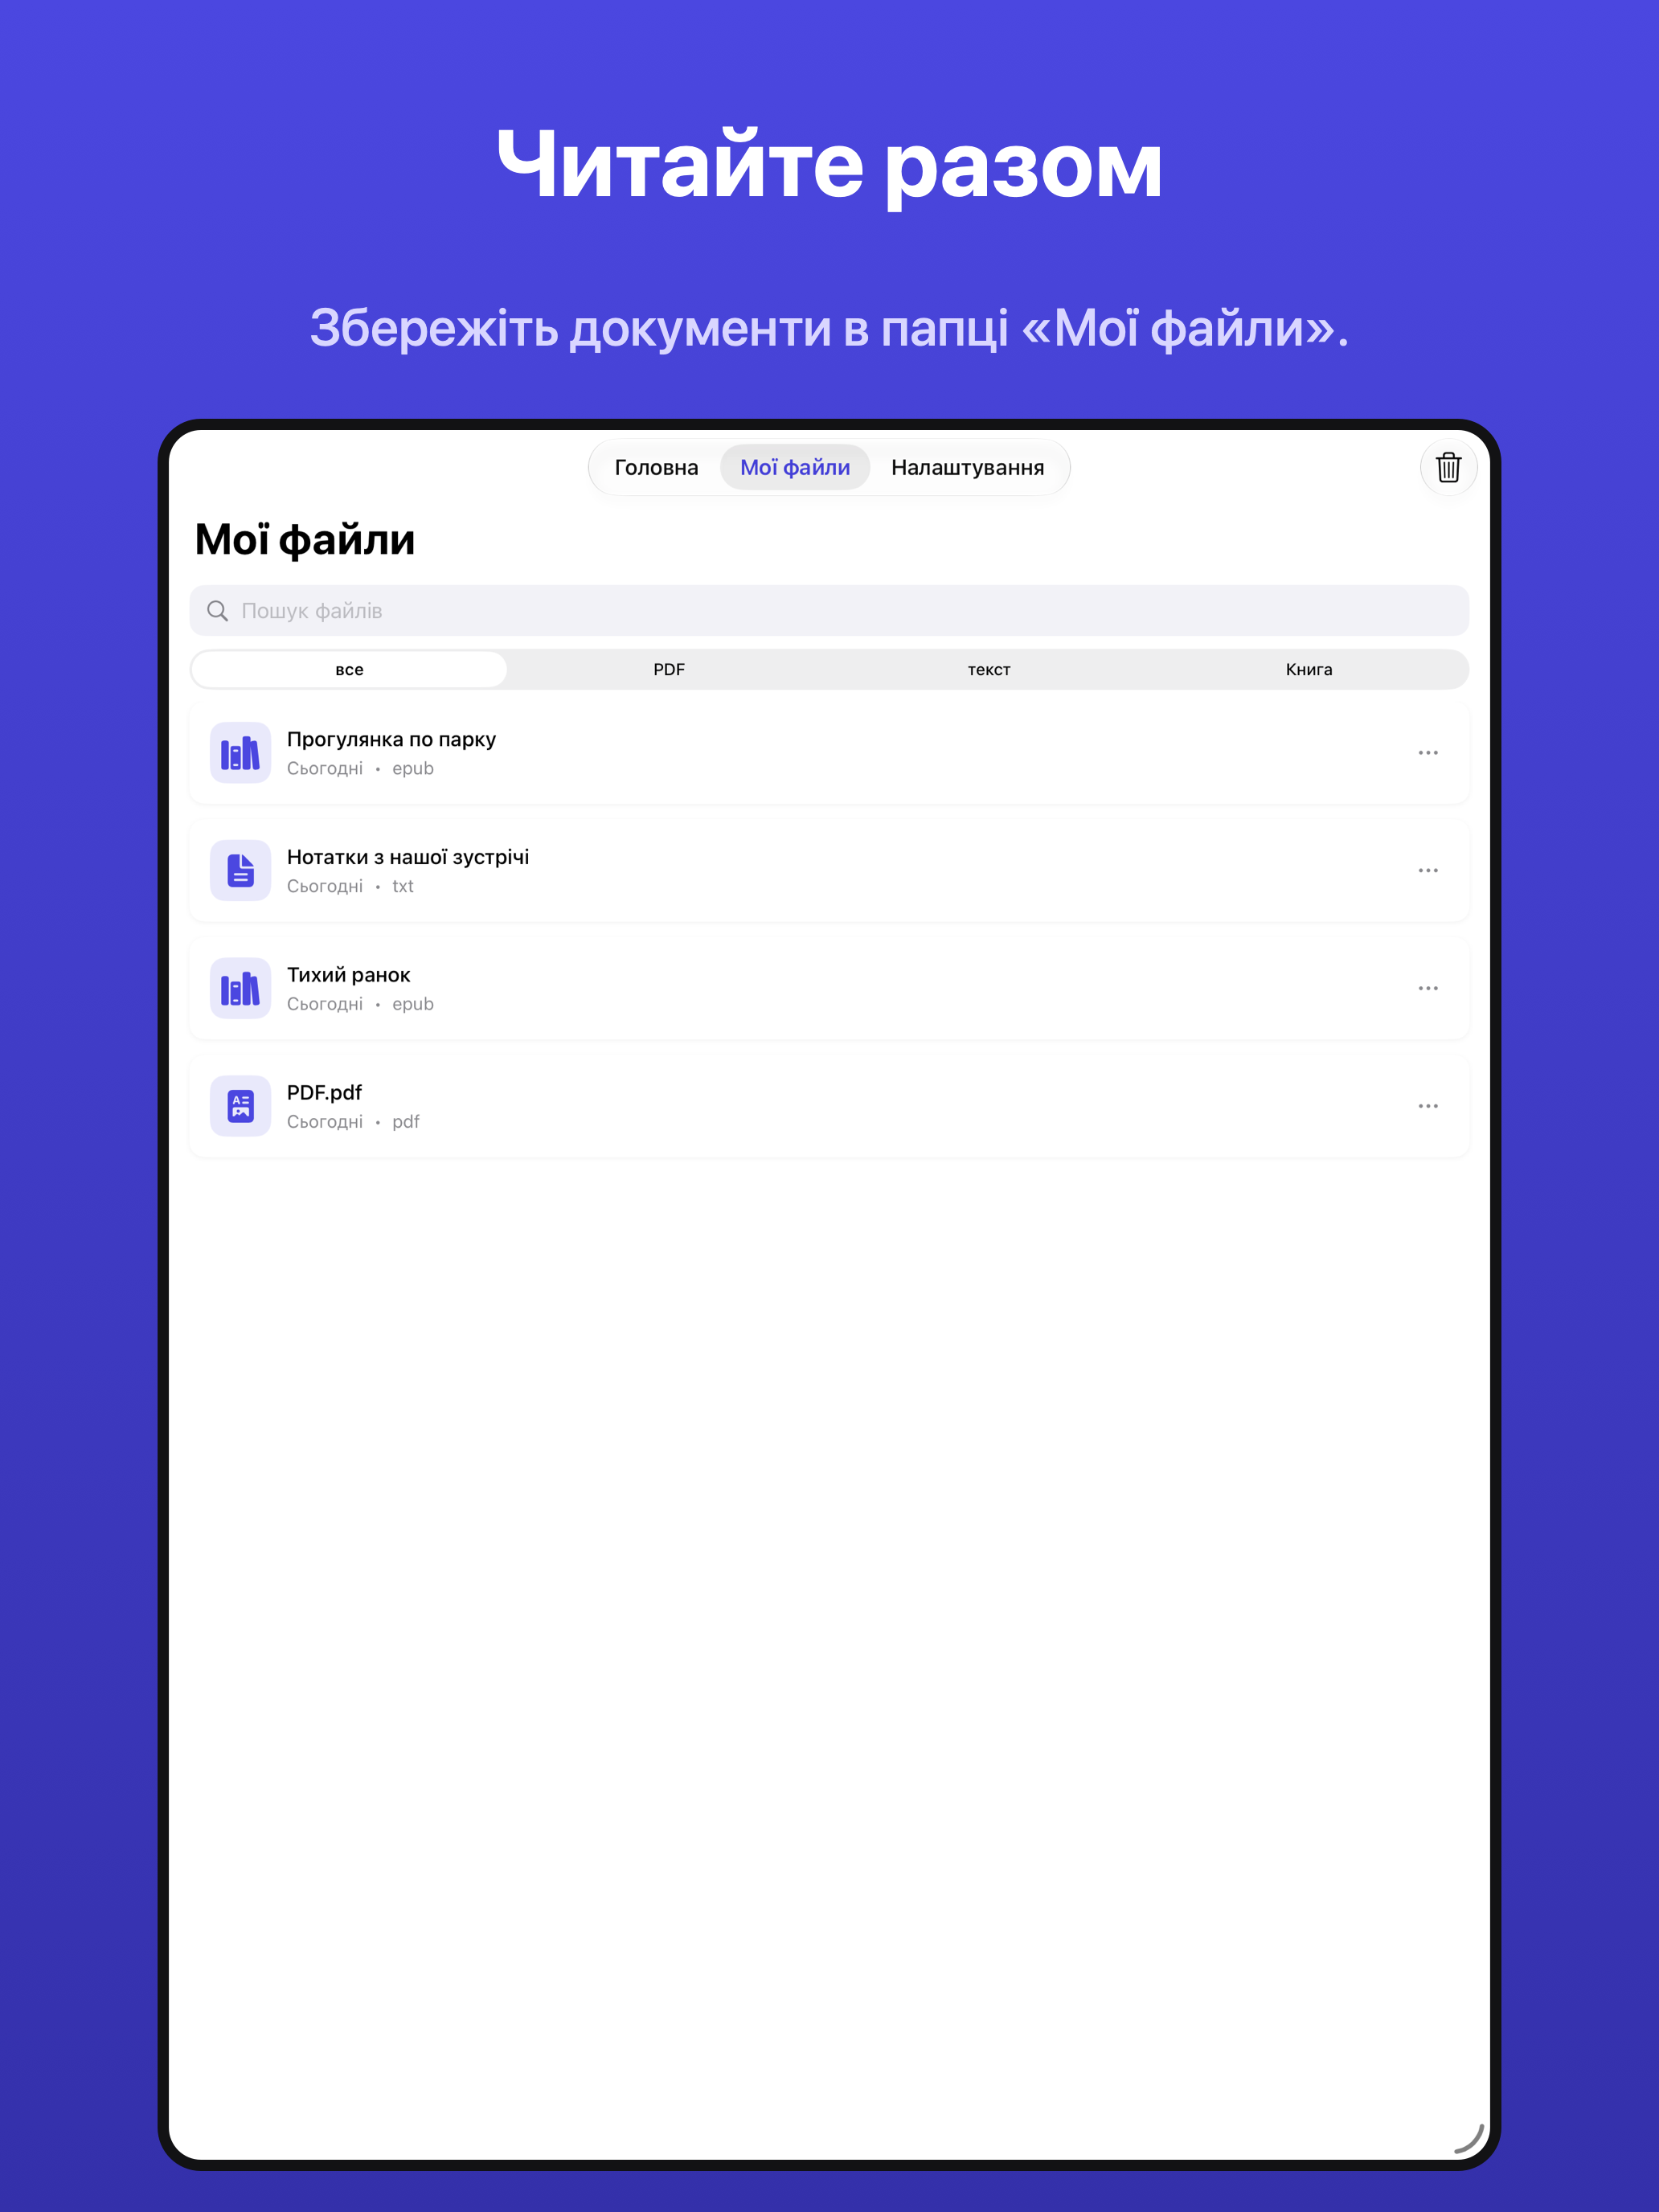 Читайте разом
Збережіть документи в папці «Мої файли».
Головна Мої файли Налаштування
Мої файли
Пошук файлів
все PDF текст Книга
Прогулянка по парку
Сьогодні • epub
Нотатки з нашої зустрічі
Сьогодні • txt
Тихий ранок
Сьогодні • epub
PDF.pdf
Сьогодні • pdf